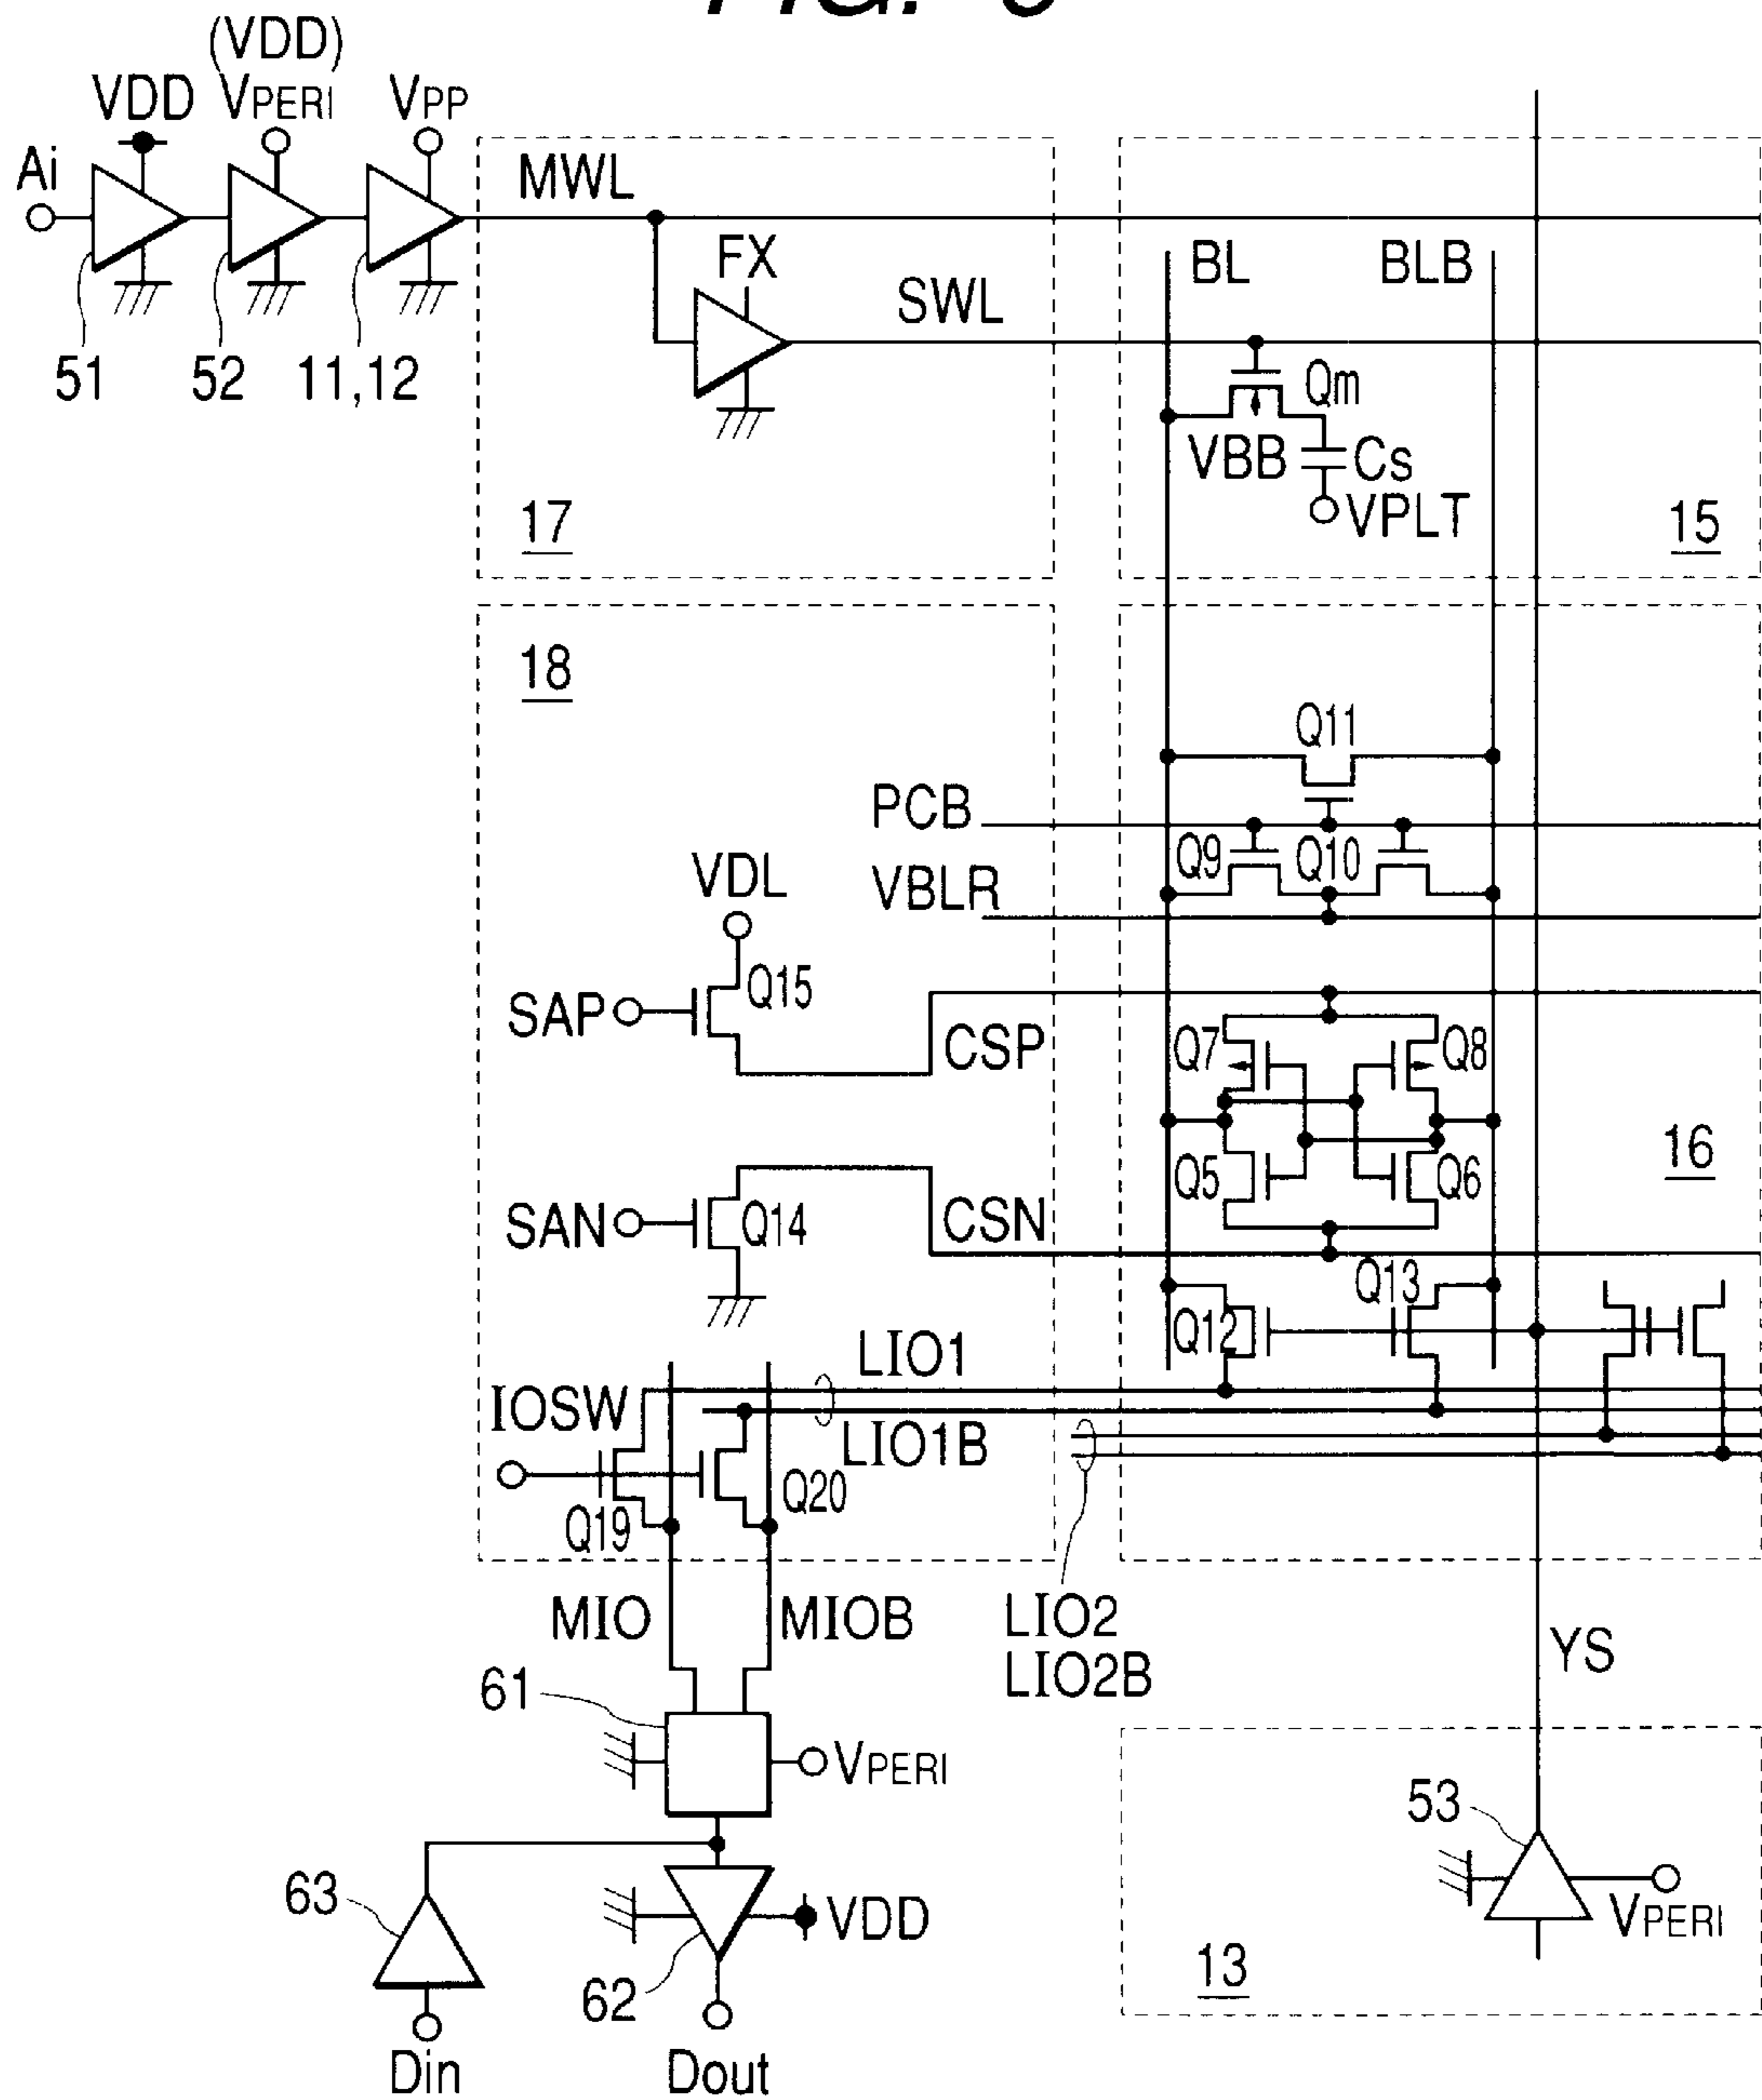 (VDD)
VDD VPERI VPP
Ai
MWL
FX
BL BLB
SWL
51 52 11,12
Qm
VBB Cs
VPLT
17 15
18
Q11
PCB
Q9 Q10
VDL VBLR
Q15
SAP
CSP Q7 Q8
16
Q5 Q6
SAN Q14 CSN
Q13
Q12
LIO1
IOSW
LIO1B
Q20
Q19
MIO MIOB LIO2
LIO2B
YS
61
VPERI
53
63
VDD VPERI
13
62
Din Dout